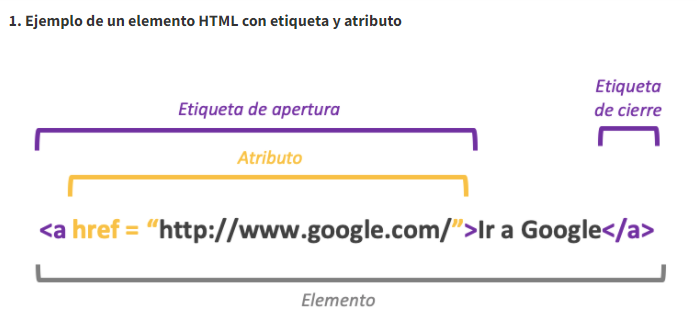 1. Ejemplo de un elemento HTML con etiqueta y atributo
Etiqueta de apertura
Etiqueta
de cierre
Atributo
<a href = “http://www.google.com/”>Ir a Google</a>
Elemento